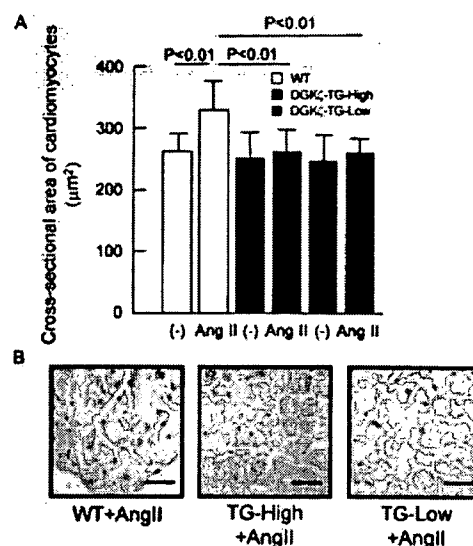 A
P<0.01
P<0.01 P<0.01
WT
DGKζ-TG-High
DGKζ-TG-Low
Cross-sectional area of cardiomyocytes
(μm²)
400
300
200
100
0
(-) Ang II (-) Ang II (-) Ang II
B
WT+AngII
TG-High
+AngII
TG-Low
+AngII